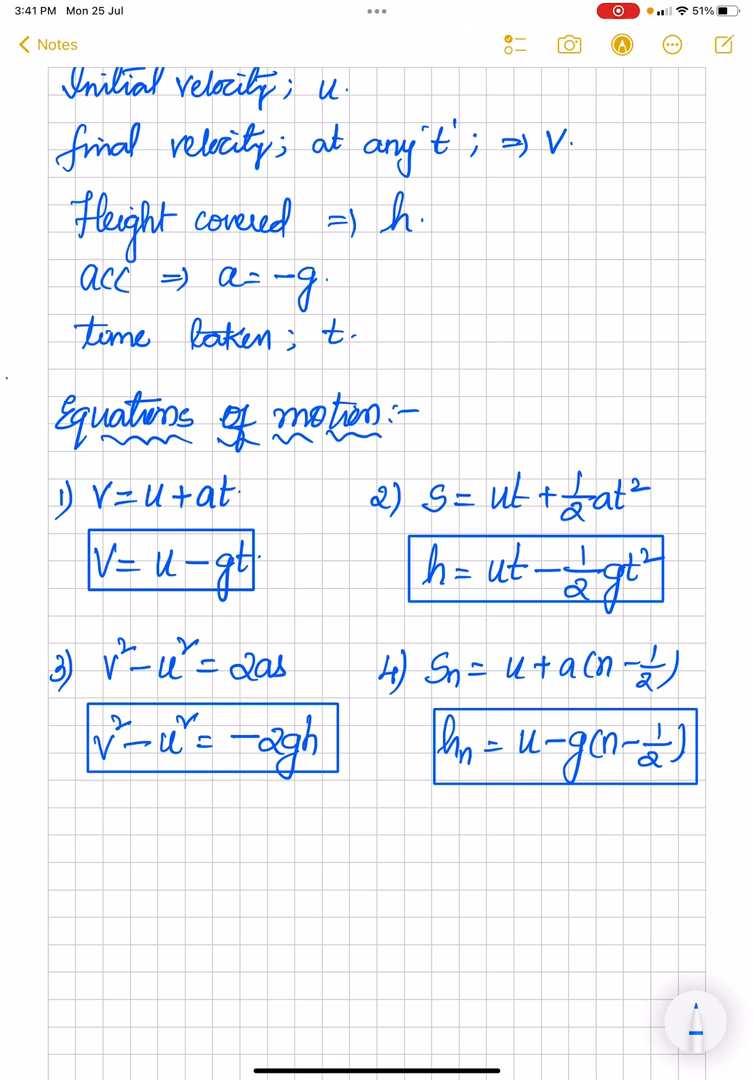 3:41 PM Mon 25 Jul
51%
Notes
Initial velocity; u.
final velocity; at any 't'; => v.
Height covered => h.
acc => a = -g.
time taken; t.
Equations of motion:-
1) v = u + at.
2) S = ut + 1/2 at²
v = u - gt.
h = ut - 1/2 gt²
3) v² - u² = 2as
4) Sn = u + a(n - 1/2)
v² - u² = -2gh
hn = u - g(n - 1/2)